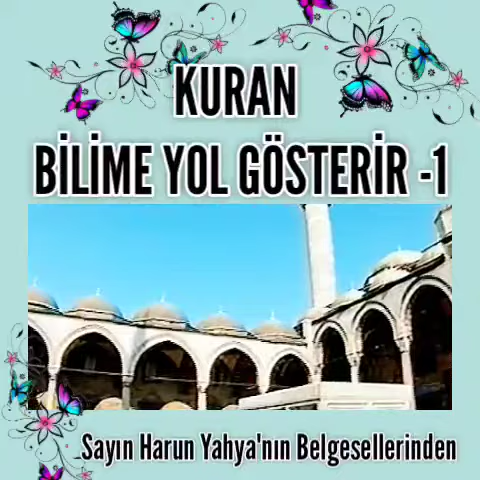 KURAN
BİLİME YOL GÖSTERİR -1
Sayın Harun Yahya'nın Belgesellerinden